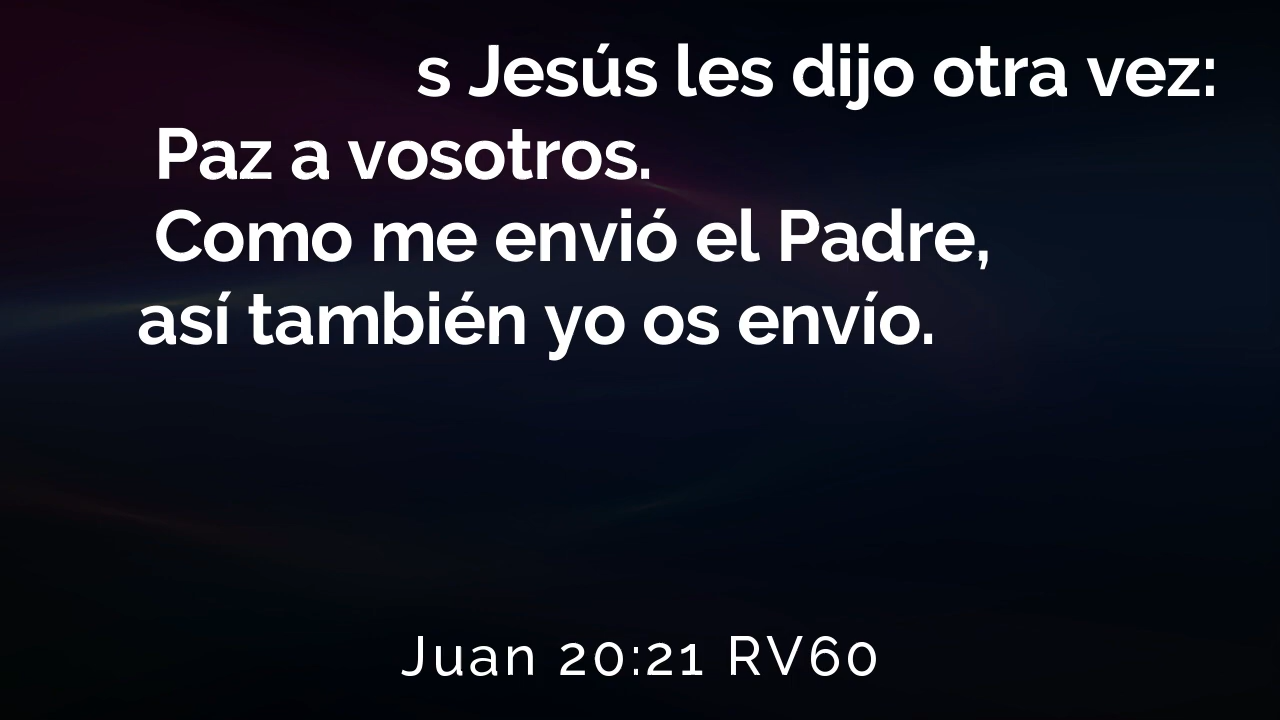 s Jesús les dijo otra vez:
Paz a vosotros.
Como me envió el Padre,
así también yo os envío.
Juan 20:21 RV60